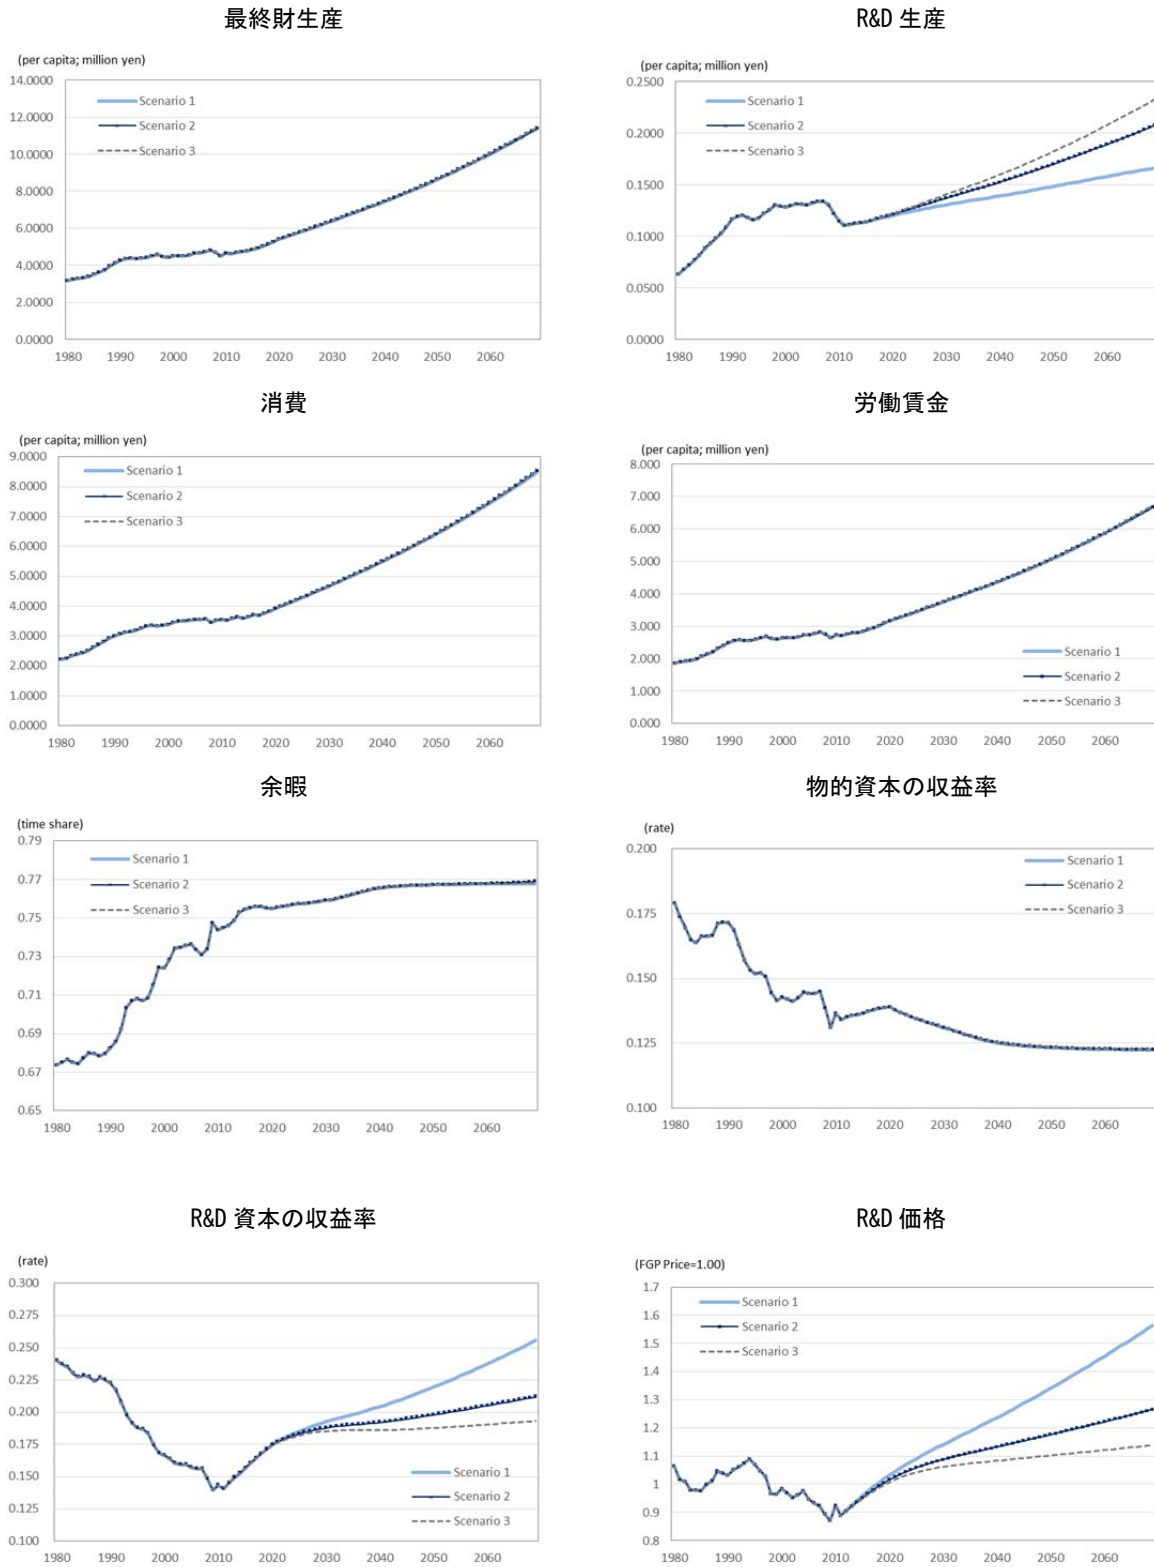 最終財生産
(per capita; million yen)
14.0000
12.0000
10.0000
8.0000
6.0000
4.0000
2.0000
0.0000
Scenario 1
Scenario 2
Scenario 3
1980 1990 2000 2010 2020 2030 2040 2050 2060
R&D 生産
(per capita; million yen)
0.2500
0.2000
0.1500
0.1000
0.0500
0.0000
Scenario 1
Scenario 2
Scenario 3
1980 1990 2000 2010 2020 2030 2040 2050 2060
消費
(per capita; million yen)
9.0000
8.0000
7.0000
6.0000
5.0000
4.0000
3.0000
2.0000
1.0000
0.0000
Scenario 1
Scenario 2
Scenario 3
1980 1990 2000 2010 2020 2030 2040 2050 2060
労働賃金
(per capita; million yen)
8.000
7.000
6.000
5.000
4.000
3.000
2.000
1.000
0.000
Scenario 1
Scenario 2
Scenario 3
1980 1990 2000 2010 2020 2030 2040 2050 2060
余暇
(time share)
0.79
0.77
0.75
0.73
0.71
0.69
0.67
0.65
Scenario 1
Scenario 2
Scenario 3
1980 1990 2000 2010 2020 2030 2040 2050 2060
物的資本の収益率
(rate)
0.200
0.175
0.150
0.125
0.100
Scenario 1
Scenario 2
Scenario 3
1980 1990 2000 2010 2020 2030 2040 2050 2060
R&D 資本の収益率
(rate)
0.300
0.275
0.250
0.225
0.200
0.175
0.150
0.125
0.100
Scenario 1
Scenario 2
Scenario 3
1980 1990 2000 2010 2020 2030 2040 2050 2060
R&D 価格
(FGP Price=1.00)
1.7
1.6
1.5
1.4
1.3
1.2
1.1
1
0.9
0.8
Scenario 1
Scenario 2
Scenario 3
1980 1990 2000 2010 2020 2030 2040 2050 2060